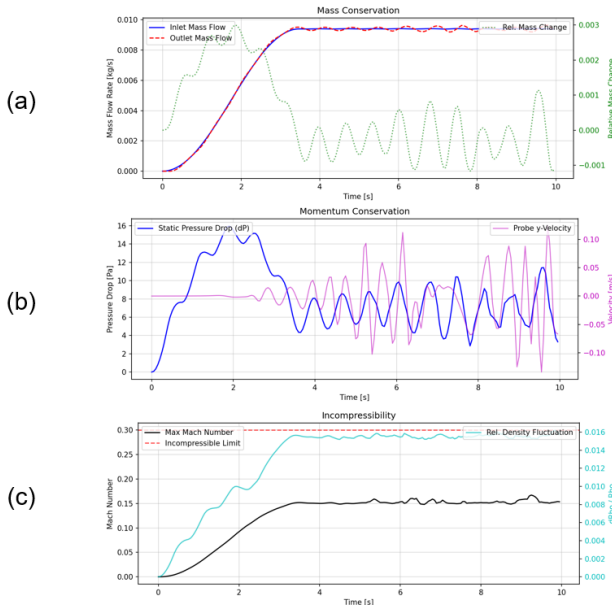 (a)
Mass Conservation
Inlet Mass Flow
Outlet Mass Flow
Rel. Mass Change
Mass Flow Rate [kg/s]
0.010
0.008
0.006
0.004
0.002
0.000
0.003
0.002
0.001
0.000
−0.001
Relative Mass Change
0 2 4 6 8 10
Time [s]
(b)
Momentum Conservation
Static Pressure Drop (dP)
Probe y-Velocity
Pressure Drop [Pa]
16
14
12
10
8
6
4
2
0
0.10
0.05
0.00
−0.05
−0.10
Velocity [m/s]
0 2 4 6 8 10
Time [s]
(c)
Incompressibility
Max Mach Number
Incompressible Limit
Rel. Density Fluctuation
Mach Number
0.30
0.25
0.20
0.15
0.10
0.05
0.00
0.016
0.014
0.012
0.010
0.008
0.006
0.004
0.002
0.000
dRho / Rho
0 2 4 6 8 10
Time [s]